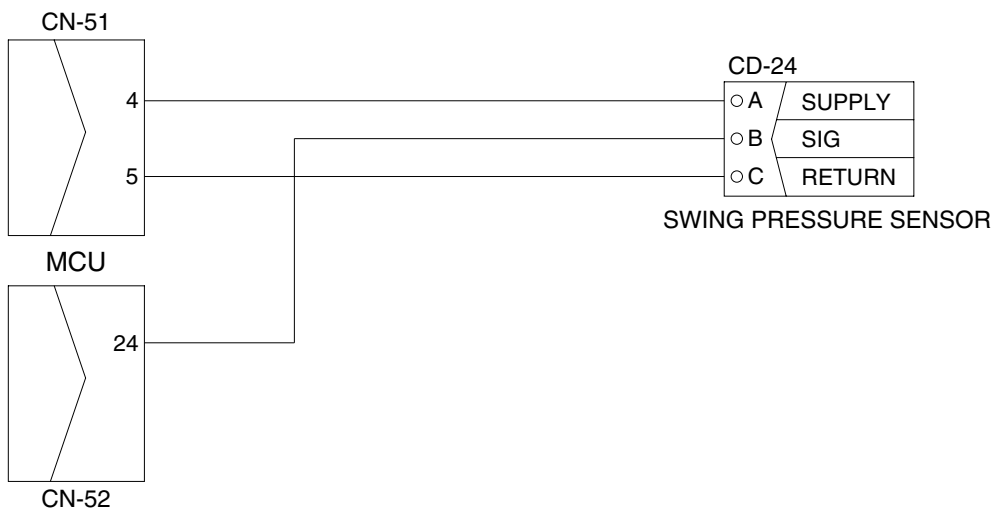 CN-51
4
5
MCU
24
CN-52
CD-24
A SUPPLY
B SIG
C RETURN
SWING PRESSURE SENSOR